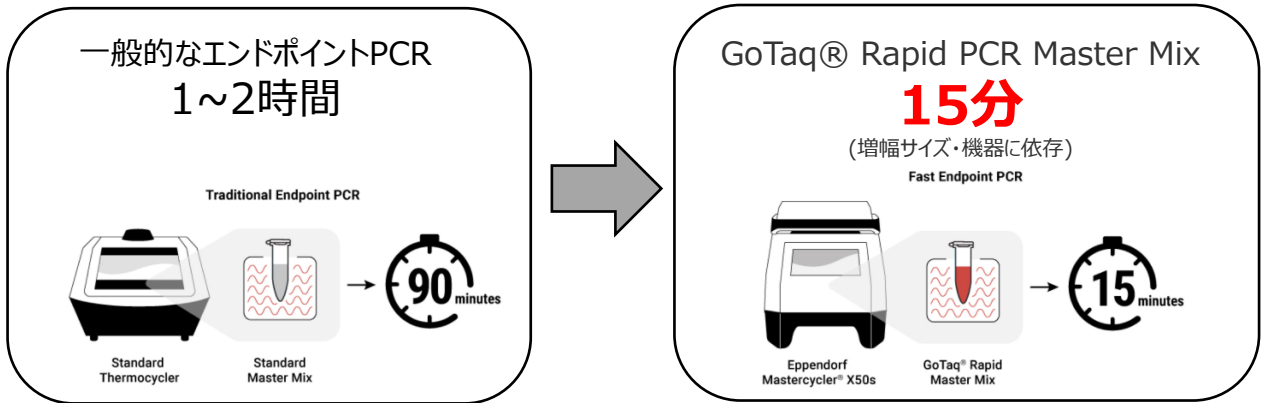 一般的なエンドポイントPCR
1~2時間
Traditional Endpoint PCR
90 minutes
Standard
Thermocycler
Standard
Master Mix
GoTaq® Rapid PCR Master Mix
15分
(増幅サイズ・機器に依存)
Fast Endpoint PCR
15 minutes
Eppendorf
Mastercycler® X50s
GoTaq® Rapid
Master Mix